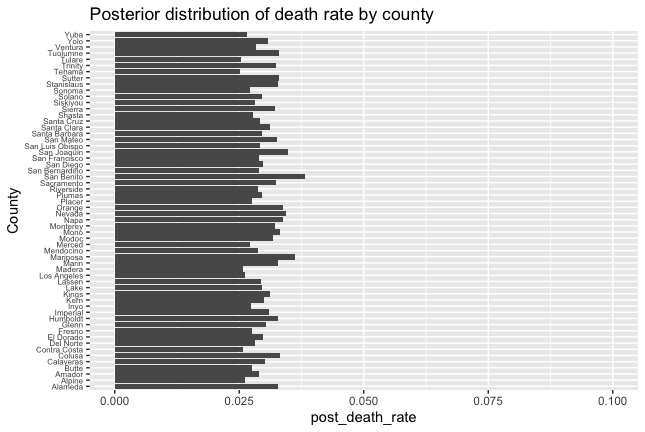 Posterior distribution of death rate by county
County
Yuba
Yolo
Ventura
Tuolumne
Tulare
Trinity
Tehama
Sutter
Stanislaus
Sonoma
Solano
Siskiyou
Sierra
Shasta
Santa Cruz
Santa Clara
Santa Barbara
San Mateo
San Luis Obispo
San Joaquin
San Francisco
San Diego
San Bernardino
San Benito
Sacramento
Riverside
Plumas
Placer
Orange
Nevada
Napa
Monterey
Mono
Modoc
Merced
Mendocino
Mariposa
Marin
Madera
Los Angeles
Lassen
Lake
Kings
Kern
Inyo
Imperial
Humboldt
Glenn
Fresno
El Dorado
Del Norte
Contra Costa
Colusa
Calaveras
Butte
Amador
Alpine
Alameda
0.000 0.025 0.050 0.075 0.100
post_death_rate